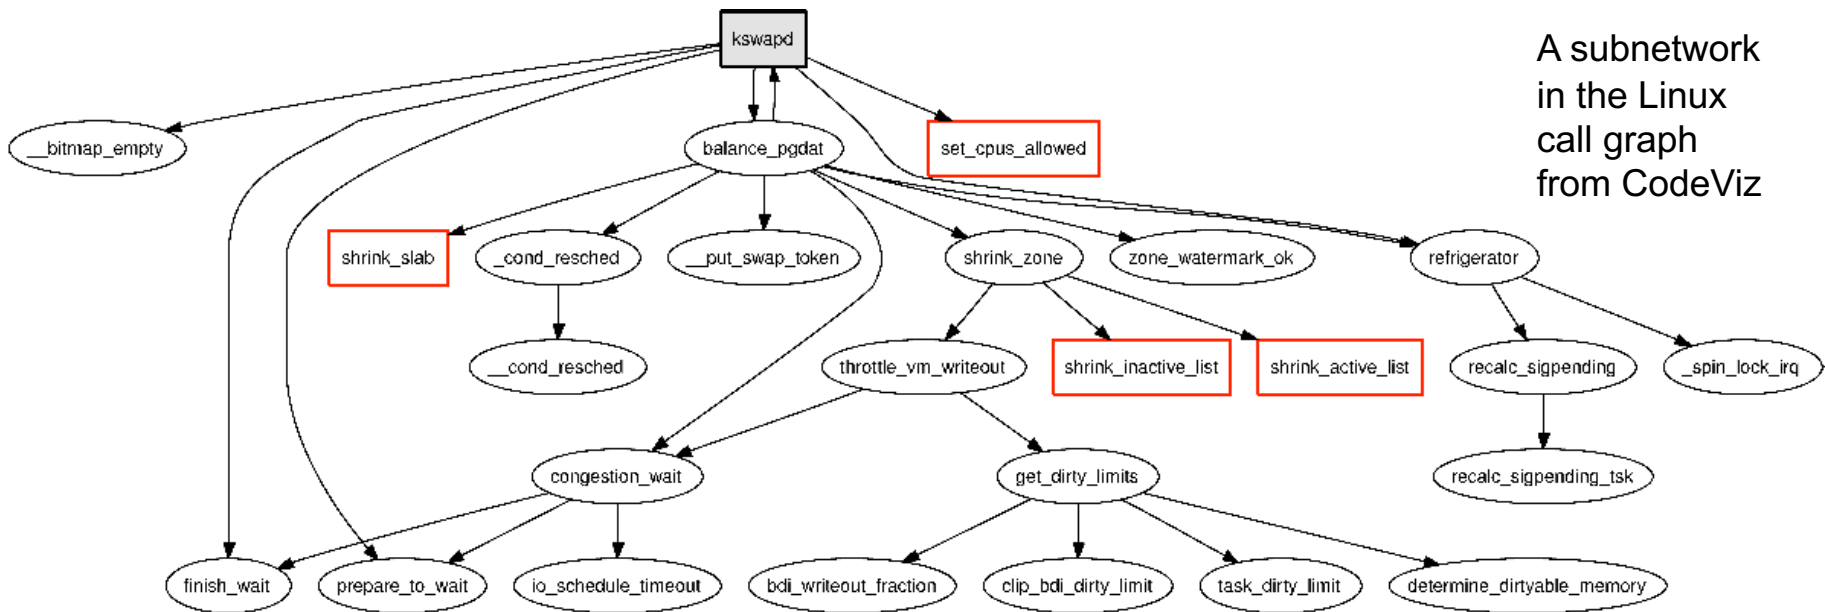 kswapd
A subnetwork
in the Linux
call graph
from CodeViz
__bitmap_empty
balance_pgdat
set_cpus_allowed
shrink_slab
_cond_resched
__put_swap_token
shrink_zone
zone_watermark_ok
refrigerator
__cond_resched
throttle_vm_writeout
shrink_inactive_list
shrink_active_list
recalc_sigpending
_spin_lock_irq
congestion_wait
get_dirty_limits
recalc_sigpending_tsk
finish_wait
prepare_to_wait
io_schedule_timeout
bdi_writeout_fraction
clip_bdi_dirty_limit
task_dirty_limit
determine_dirtyable_memory